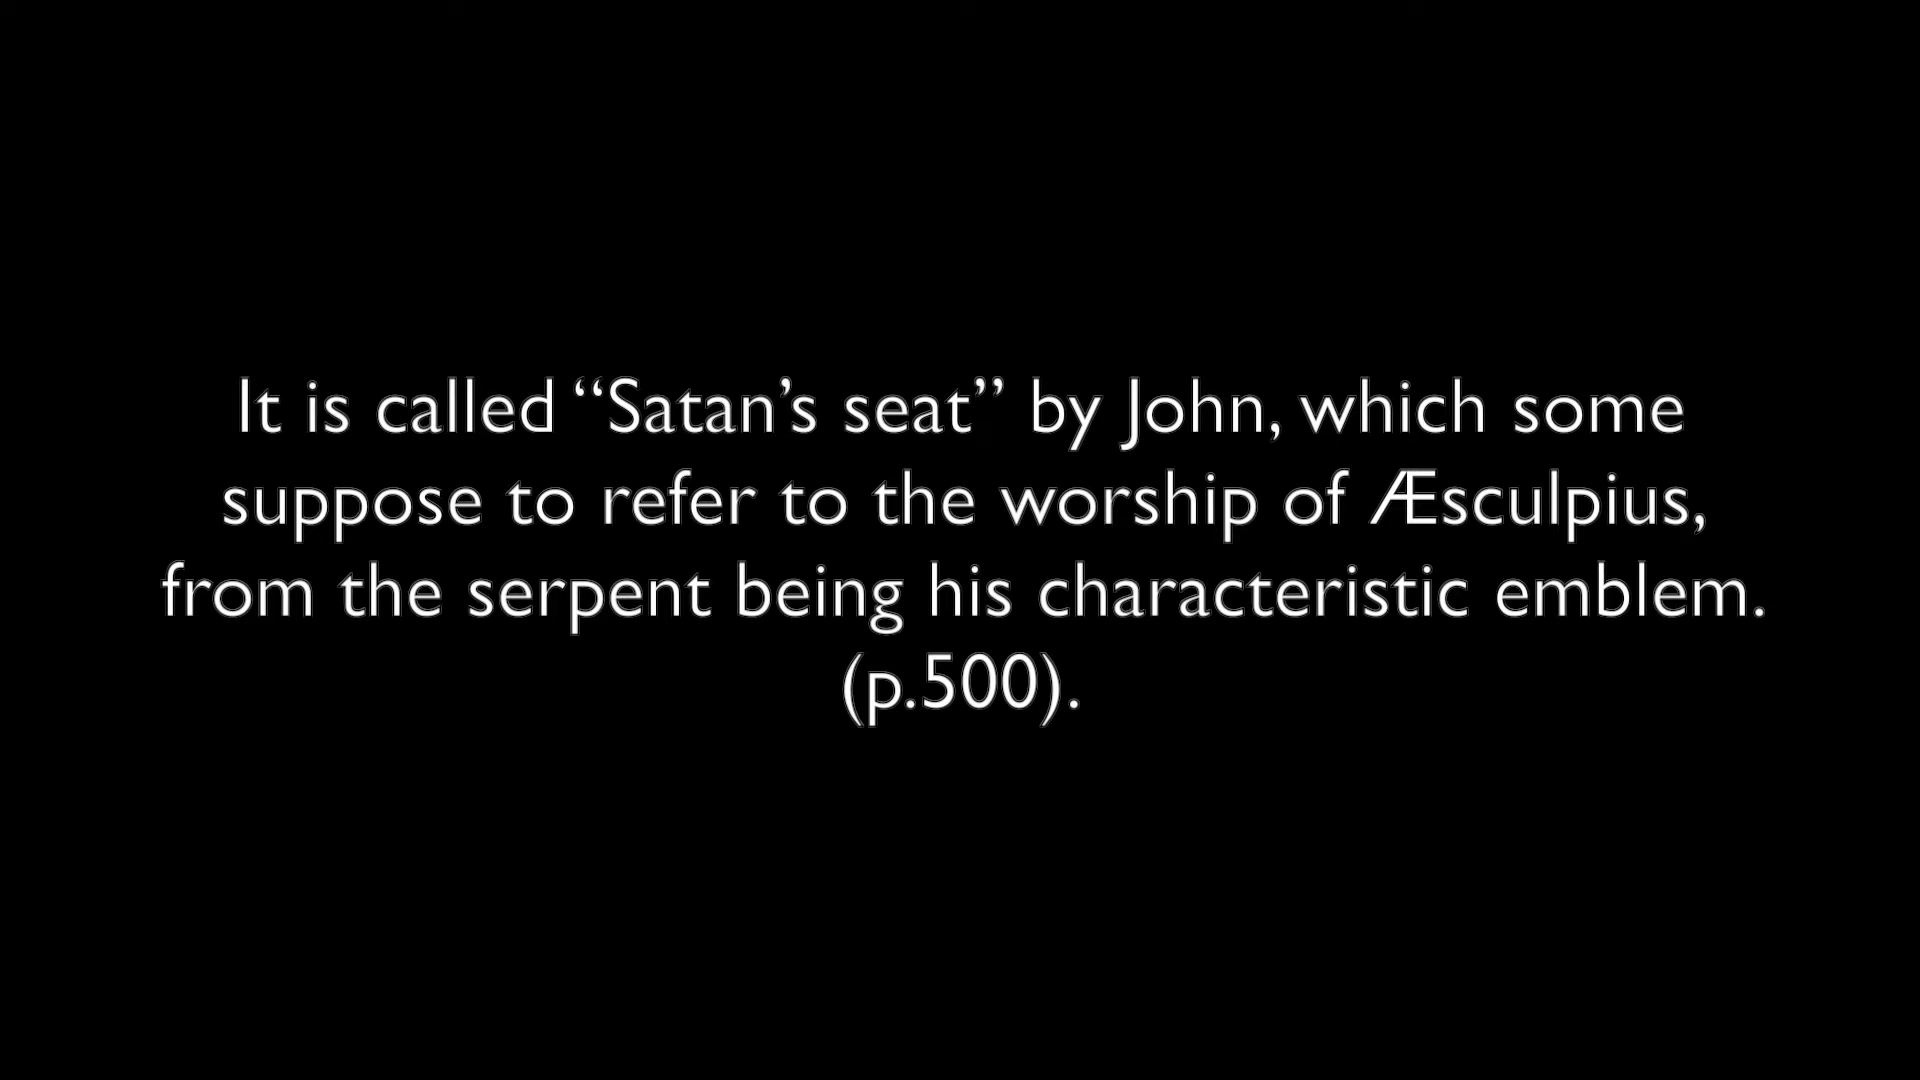 It is called “Satan’s seat” by John, which some
suppose to refer to the worship of Æsculpius,
from the serpent being his characteristic emblem.
(p.500).